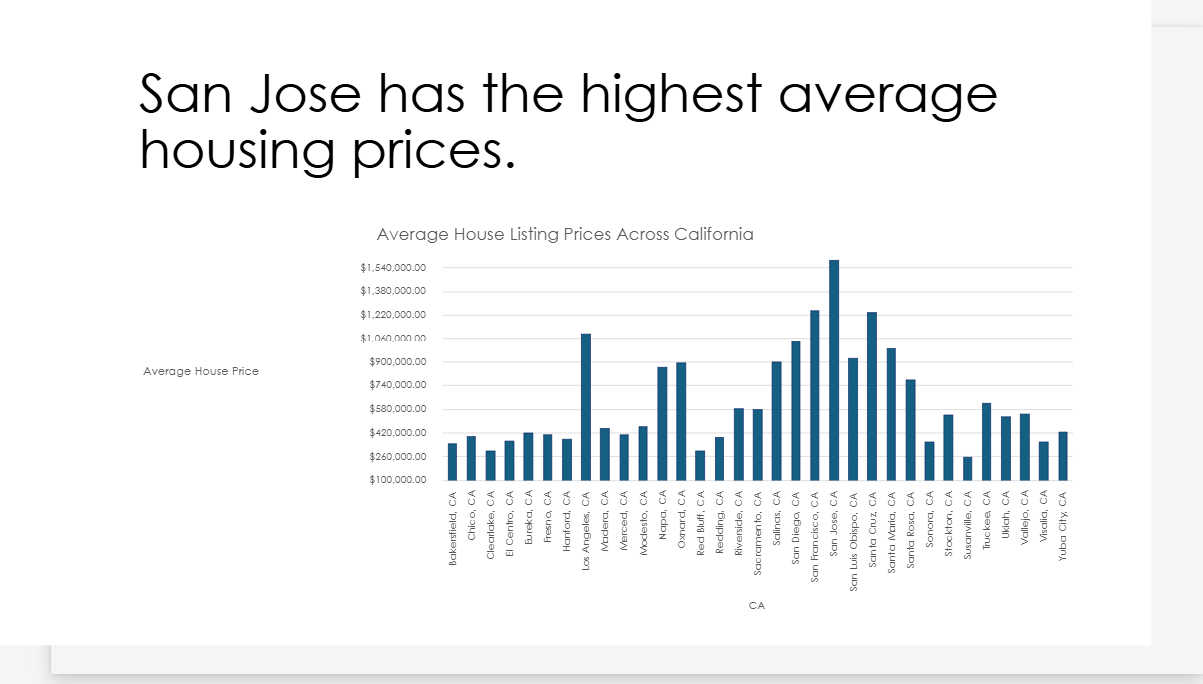 San Jose has the highest average
housing prices.
Average House Listing Prices Across California
$1,540,000.00
$1,380,000.00
$1,220,000.00
$1,060,000.00
$900,000.00
$740,000.00
$580,000.00
$420,000.00
$260,000.00
$100,000.00
Average House Price
Bakersfield, CA
Chico, CA
Clearlake, CA
El Centro, CA
Eureka, CA
Fresno, CA
Hanford, CA
Los Angeles, CA
Madera, CA
Merced, CA
Modesto, CA
Napa, CA
Oxnard, CA
Red Bluff, CA
Redding, CA
Riverside, CA
Sacramento, CA
Salinas, CA
San Diego, CA
San Francisco, CA
San Jose, CA
San Luis Obispo, CA
Santa Cruz, CA
Santa Maria, CA
Santa Rosa, CA
Sonora, CA
Stockton, CA
Susanville, CA
Truckee, CA
Ukiah, CA
Vallejo, CA
Visalia, CA
Yuba City, CA
CA